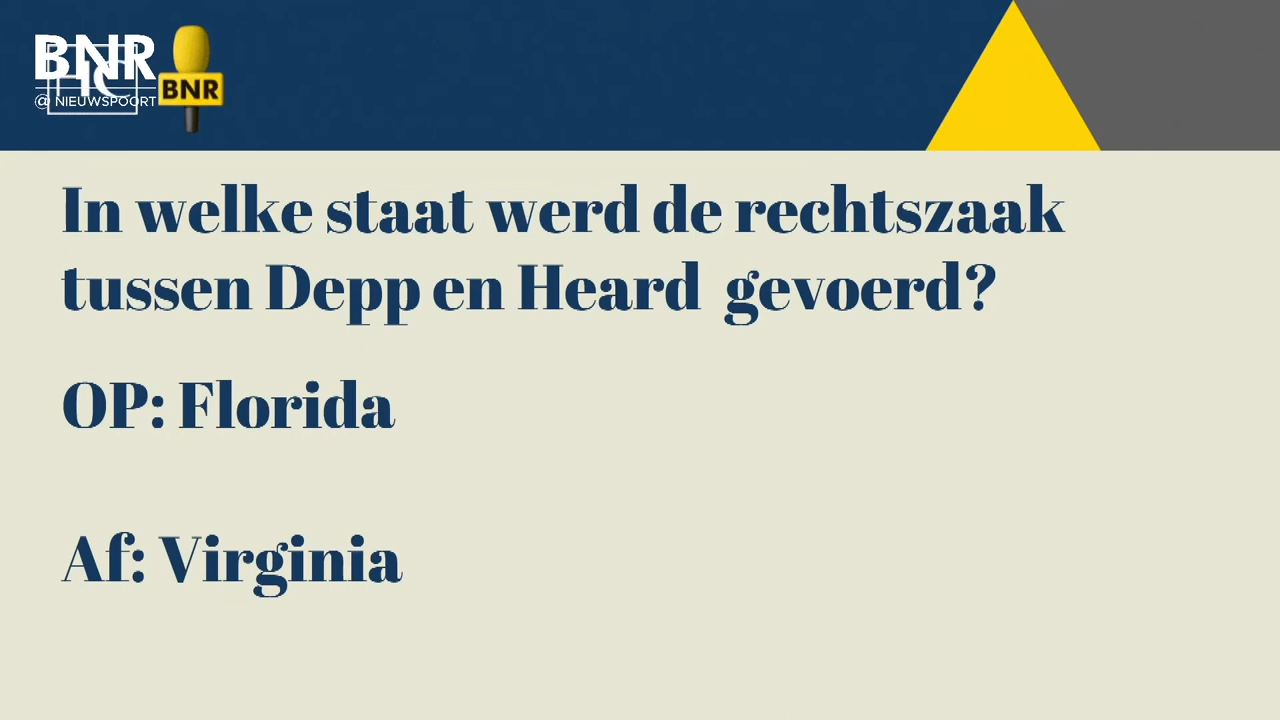 BNR
@ NIEUWSPOORT
BNR
In welke staat werd de rechtszaak
tussen Depp en Heard gevoerd?
OP: Florida
Af: Virginia